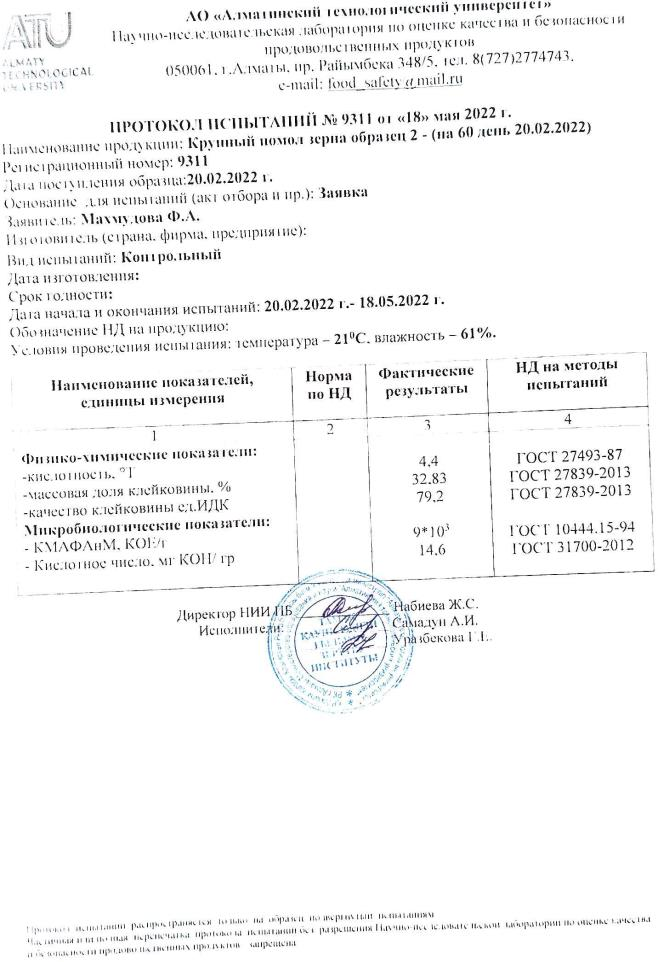 АО «Алматинский технологический университет»
Научно-исследовательская лаборатория по оценке качества и безопасности
продовольственных продуктов
050061, г.Алматы, пр. Райымбека 348/5, тел. 8(727)2774743,
e-mail: food_safety@mail.ru
ATU
ALMATY
TECHNOLOGICAL
UNIVERSITY
ПРОТОКОЛ ИСПЫТАНИЙ № 9311 от «18» мая 2022 г.
Наименование продукции: Крупный помол зерна образец 2 - (на 60 день 20.02.2022)
Регистрационный номер: 9311
Дата поступления образца:20.02.2022 г.
Основание для испытаний (акт отбора и пр.): Заявка
Заявитель: Махмудова Ф.А.
Изготовитель (страна, фирма, предприятие):
Вид испытаний: Контрольный
Дата изготовления:
Срок годности:
Дата начала и окончания испытаний: 20.02.2022 г.- 18.05.2022 г.
Обозначение НД на продукцию:
Условия проведения испытания: температура – 21⁰С, влажность – 61%.
Наименование показателей, единицы измерения Норма по НД Фактические результаты НД на методы испытаний
1 2 3 4
Физико-химические показатели:
-кислотность, °Т 4,4 ГОСТ 27493-87
-массовая доля клейковины, % 32,83 ГОСТ 27839-2013
-качество клейковины ед.ИДК 79,2 ГОСТ 27839-2013
Микробиологические показатели:
- КМАФАнМ, КОЕ/г 9*10³ ГОСТ 10444.15-94
- Кислотное число, мг КОН/ гр 14,6 ГОСТ 31700-2012
Директор НИИ ПБ Набиева Ж.С.
Исполнители: Самадун А.И.
Уразбекова Г.Е.
ИНСТИТУТЫ
Протокол испытаний распространяется только на образец, подвергнутый испытаниям
Частичная или полная перепечатка протокола испытаний без разрешения Научно-исследовательской лаборатории по оценке качества
и безопасности продовольственных продуктов запрещена